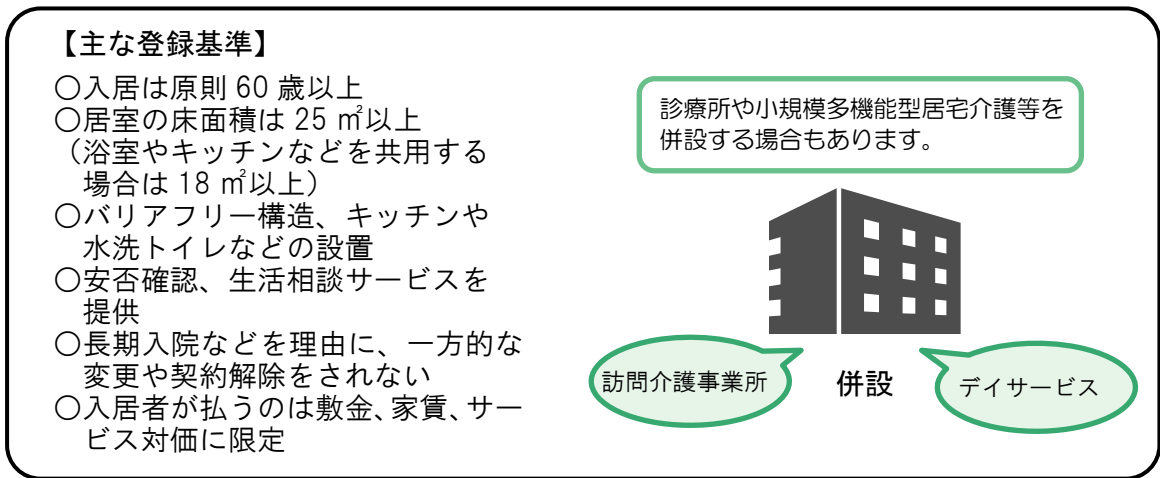 【主な登録基準】
○入居は原則 60 歳以上
○居室の床面積は 25 ㎡以上
（浴室やキッチンなどを共用する
場合は 18 ㎡以上）
○バリアフリー構造、キッチンや
水洗トイレなどの設置
○安否確認、生活相談サービスを
提供
○長期入院などを理由に、一方的な
変更や契約解除をされない
○入居者が払うのは敷金、家賃、サー
ビス対価に限定
診療所や小規模多機能型居宅介護等を
併設する場合もあります。
訪問介護事業所
併設
デイサービス